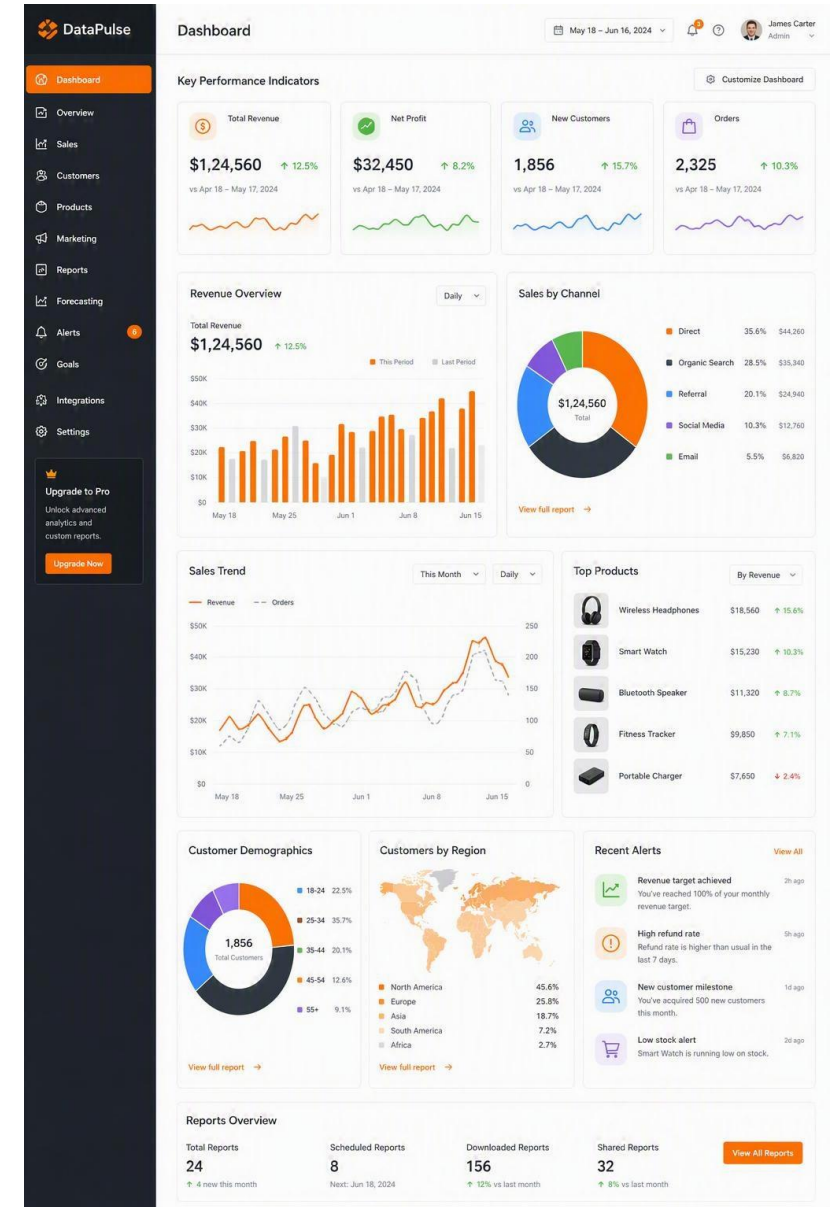 DataPulse
Dashboard
May 18 – Jun 16, 2024
3
James Carter
Admin
Dashboard
Overview
Sales
Customers
Products
Marketing
Reports
Forecasting
Alerts
Goals
Integrations
Settings
Upgrade to Pro
Unlock advanced
analytics and
custom reports.
Upgrade Now
Key Performance Indicators
Customize Dashboard
Total Revenue
$1,24,560 ↑ 12.5%
vs Apr 18 – May 17, 2024
Net Profit
$32,450 ↑ 8.2%
vs Apr 18 – May 17, 2024
New Customers
1,856 ↑ 15.7%
vs Apr 18 – May 17, 2024
Orders
2,325 ↑ 10.3%
vs Apr 18 – May 17, 2024
Revenue Overview
Daily
Total Revenue
$1,24,560 ↑ 12.5%
This Period Last Period
$50K
$40K
$30K
$20K
$10K
$0
May 18 May 25 Jun 1 Jun 8 Jun 15
Sales by Channel
$1,24,560
Total
Direct 35.6% $44,260
Organic Search 28.5% $35,340
Referral 20.1% $24,940
Social Media 10.3% $12,760
Email 5.5% $6,820
View full report →
Sales Trend
This Month Daily
Revenue Orders
$50K 250
$40K 200
$30K 150
$20K 100
$10K 50
$0 0
May 18 May 25 Jun 1 Jun 8 Jun 15
Top Products
By Revenue
Wireless Headphones $18,560 ↑ 15.6%
Smart Watch $15,230 ↑ 10.3%
Bluetooth Speaker $11,320 ↑ 8.7%
Fitness Tracker $9,850 ↑ 7.1%
Portable Charger $7,650 ↓ 2.4%
Customer Demographics
1,856
Total Customers
18-24 22.5%
25-34 35.7%
35-44 20.1%
45-54 12.6%
55+ 9.1%
View full report →
Customers by Region
North America 45.6%
Europe 25.8%
Asia 18.7%
South America 7.2%
Africa 2.7%
View full report →
Recent Alerts
View All
Revenue target achieved 2h ago
You've reached 100% of your monthly
revenue target.
High refund rate 5h ago
Refund rate is higher than usual in the
last 7 days.
New customer milestone 1d ago
You've acquired 500 new customers
this month.
Low stock alert 2d ago
Smart Watch is running low on stock.
Reports Overview
Total Reports
24
↑ 4 new this month
Scheduled Reports
8
Next: Jun 18, 2024
Downloaded Reports
156
↑ 12% vs last month
Shared Reports
32
↑ 8% vs last month
View All Reports